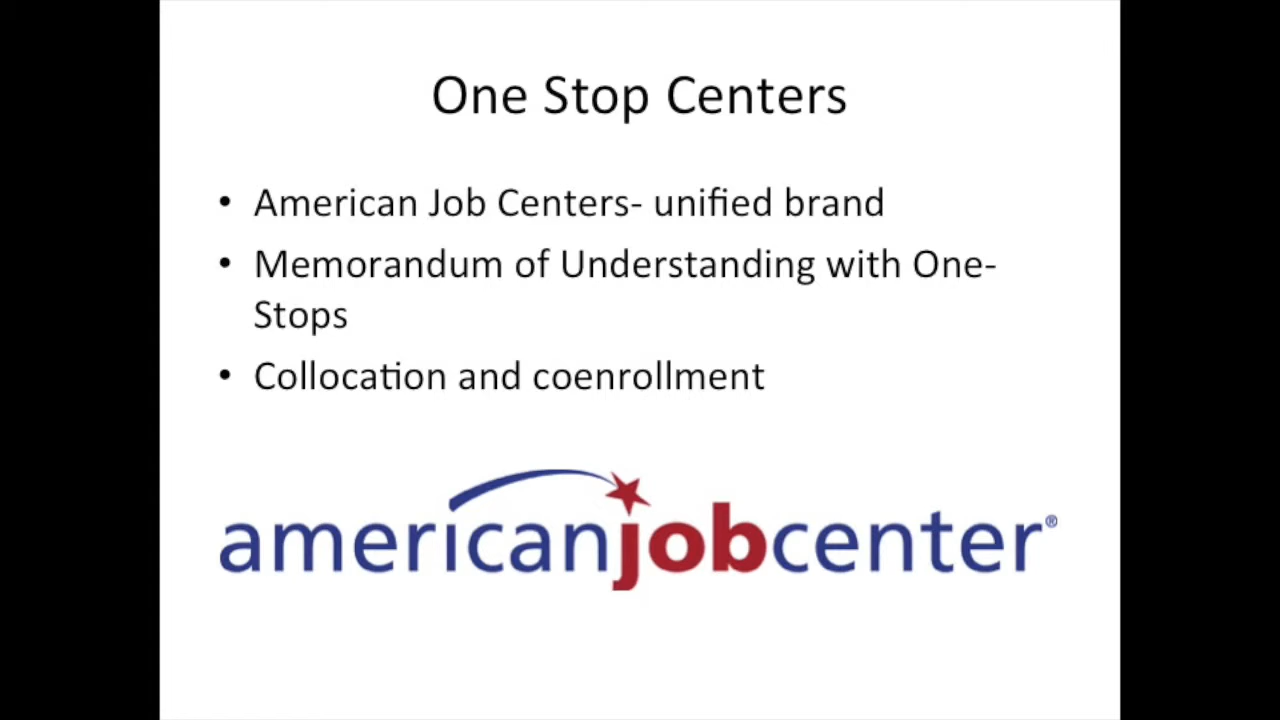 One Stop Centers
• American Job Centers- unified brand
• Memorandum of Understanding with One-
Stops
• Collocation and coenrollment
americanjobcenter®